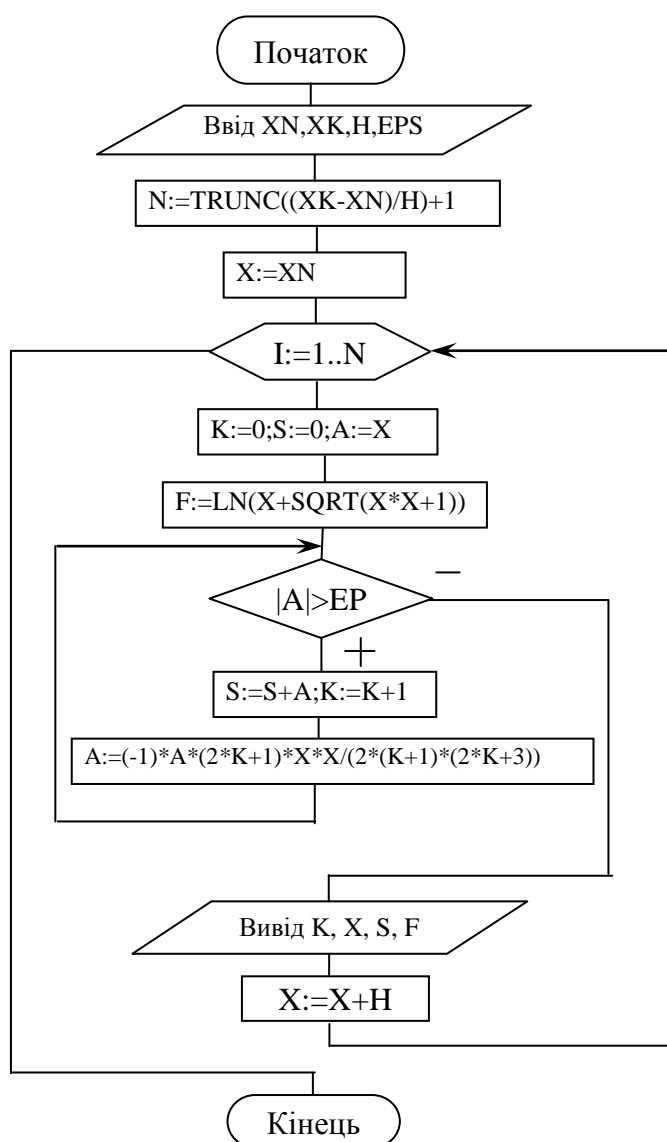 Початок
Ввід XN,XK,H,EPS
N:=TRUNC((XK-XN)/H)+1
X:=XN
I:=1..N
K:=0;S:=0;A:=X
F:=LN(X+SQRT(X*X+1))
−
|A|>EP
+
S:=S+A;K:=K+1
A:=(-1)*A*(2*K+1)*X*X/(2*(K+1)*(2*K+3))
Вивід K, X, S, F
X:=X+H
Кінець